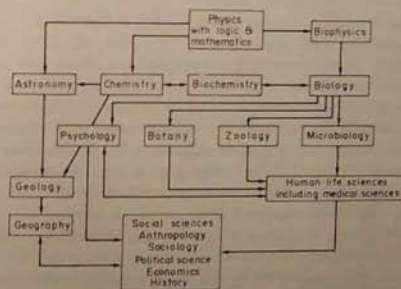 Physics
with logic &
mathematics
Biophysics
Astronomy
Chemistry
Biochemistry
Biology
Psychology
Botany
Zoology
Microbiology
Geology
Human life sciences
including medical sciences
Geography
Social sciences
Anthropology
Sociology
Political science
Economics
History